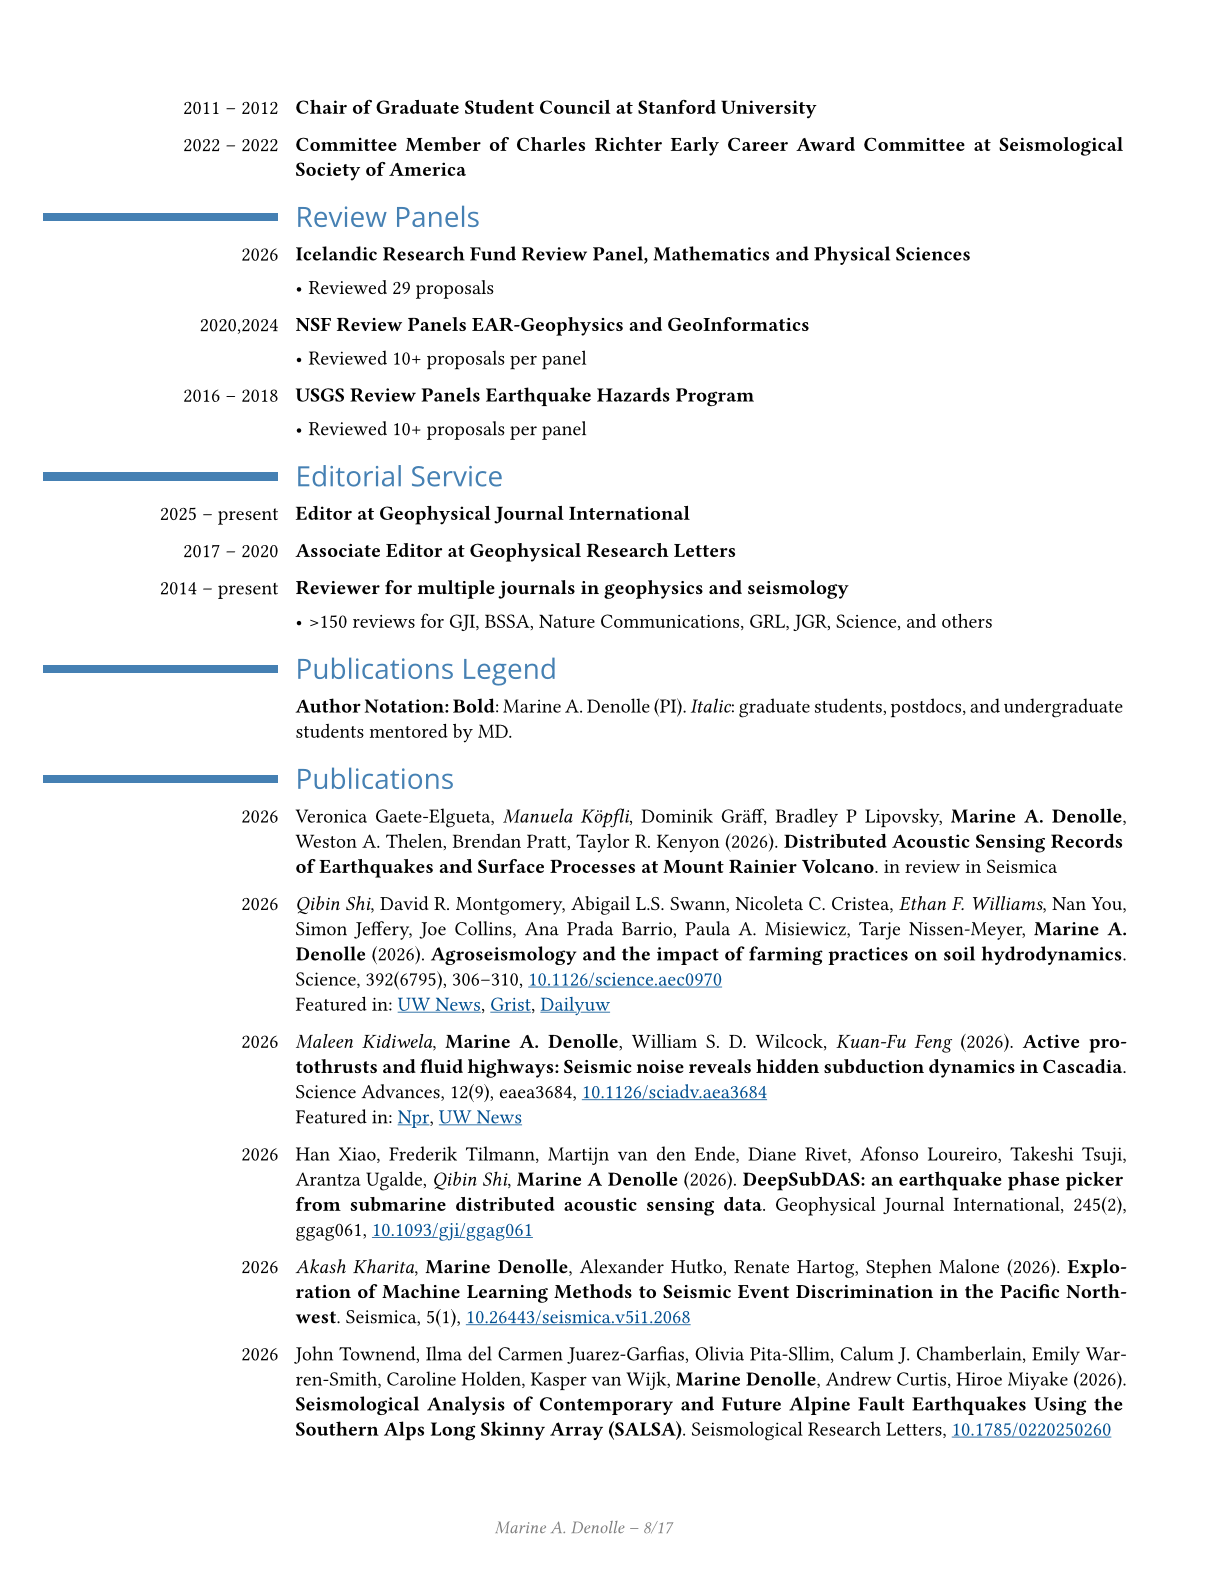 2011 – 2012 Chair of Graduate Student Council at Stanford University
2022 – 2022 Committee Member of Charles Richter Early Career Award Committee at Seismological
Society of America
Review Panels
2026 Icelandic Research Fund Review Panel, Mathematics and Physical Sciences
• Reviewed 29 proposals
2020,2024 NSF Review Panels EAR-Geophysics and GeoInformatics
• Reviewed 10+ proposals per panel
2016 – 2018 USGS Review Panels Earthquake Hazards Program
• Reviewed 10+ proposals per panel
Editorial Service
2025 – present Editor at Geophysical Journal International
2017 – 2020 Associate Editor at Geophysical Research Letters
2014 – present Reviewer for multiple journals in geophysics and seismology
• >150 reviews for GJI, BSSA, Nature Communications, GRL, JGR, Science, and others
Publications Legend
Author Notation: Bold: Marine A. Denolle (PI). Italic: graduate students, postdocs, and undergraduate
students mentored by MD.
Publications
2026 Veronica Gaete-Elgueta, Manuela Köpfli, Dominik Gräff, Bradley P Lipovsky, Marine A. Denolle,
Weston A. Thelen, Brendan Pratt, Taylor R. Kenyon (2026). Distributed Acoustic Sensing Records
of Earthquakes and Surface Processes at Mount Rainier Volcano. in review in Seismica
2026 Qibin Shi, David R. Montgomery, Abigail L.S. Swann, Nicoleta C. Cristea, Ethan F. Williams, Nan You,
Simon Jeffery, Joe Collins, Ana Prada Barrio, Paula A. Misiewicz, Tarje Nissen-Meyer, Marine A.
Denolle (2026). Agroseismology and the impact of farming practices on soil hydrodynamics.
Science, 392(6795), 306–310, 10.1126/science.aec0970
Featured in: UW News, Grist, Dailyuw
2026 Maleen Kidiwela, Marine A. Denolle, William S. D. Wilcock, Kuan-Fu Feng (2026). Active pro-
tothrusts and fluid highways: Seismic noise reveals hidden subduction dynamics in Cascadia.
Science Advances, 12(9), eaea3684, 10.1126/sciadv.aea3684
Featured in: Npr, UW News
2026 Han Xiao, Frederik Tilmann, Martijn van den Ende, Diane Rivet, Afonso Loureiro, Takeshi Tsuji,
Arantza Ugalde, Qibin Shi, Marine A Denolle (2026). DeepSubDAS: an earthquake phase picker
from submarine distributed acoustic sensing data. Geophysical Journal International, 245(2),
ggag061, 10.1093/gji/ggag061
2026 Akash Kharita, Marine Denolle, Alexander Hutko, Renate Hartog, Stephen Malone (2026). Explo-
ration of Machine Learning Methods to Seismic Event Discrimination in the Pacific North-
west. Seismica, 5(1), 10.26443/seismica.v5i1.2068
2026 John Townend, Ilma del Carmen Juarez-Garfias, Olivia Pita-Sllim, Calum J. Chamberlain, Emily War-
ren-Smith, Caroline Holden, Kasper van Wijk, Marine Denolle, Andrew Curtis, Hiroe Miyake (2026).
Seismological Analysis of Contemporary and Future Alpine Fault Earthquakes Using the
Southern Alps Long Skinny Array (SALSA). Seismological Research Letters, 10.1785/0220250260
Marine A. Denolle – 8/17